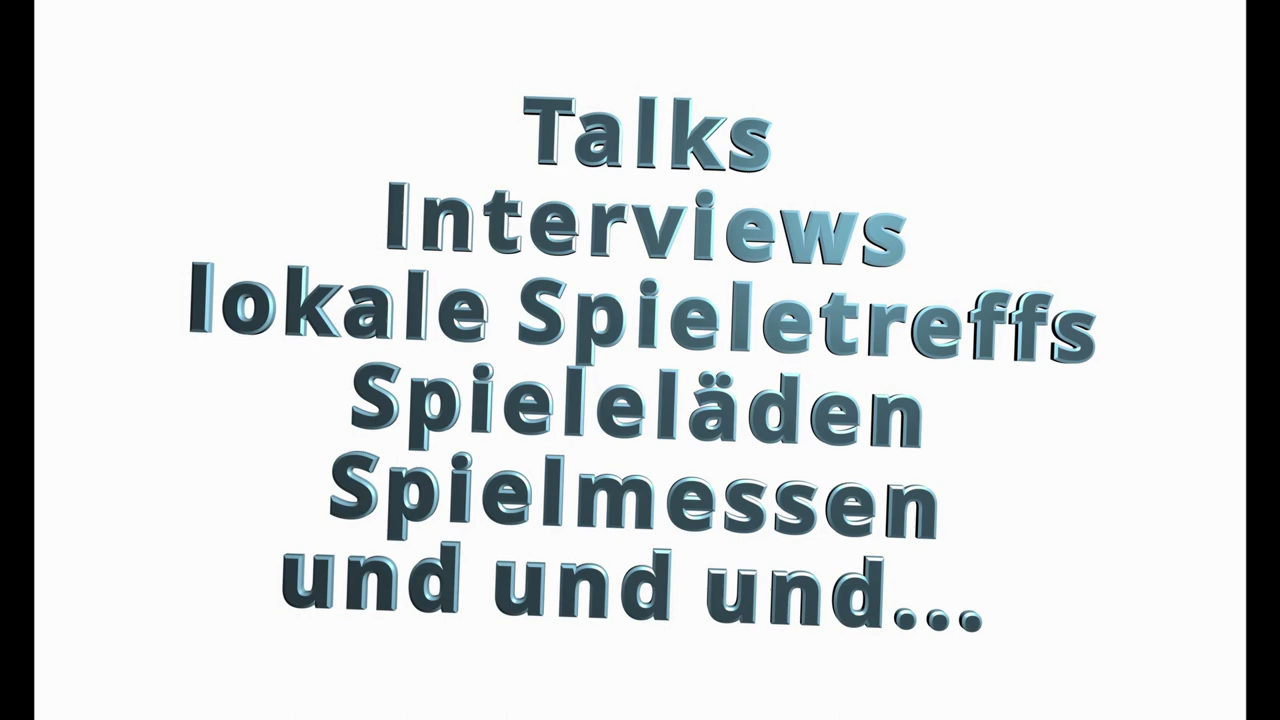 Talks
Interviews
lokale Spieletreffs
Spieleläden
Spielmessen
und und und...